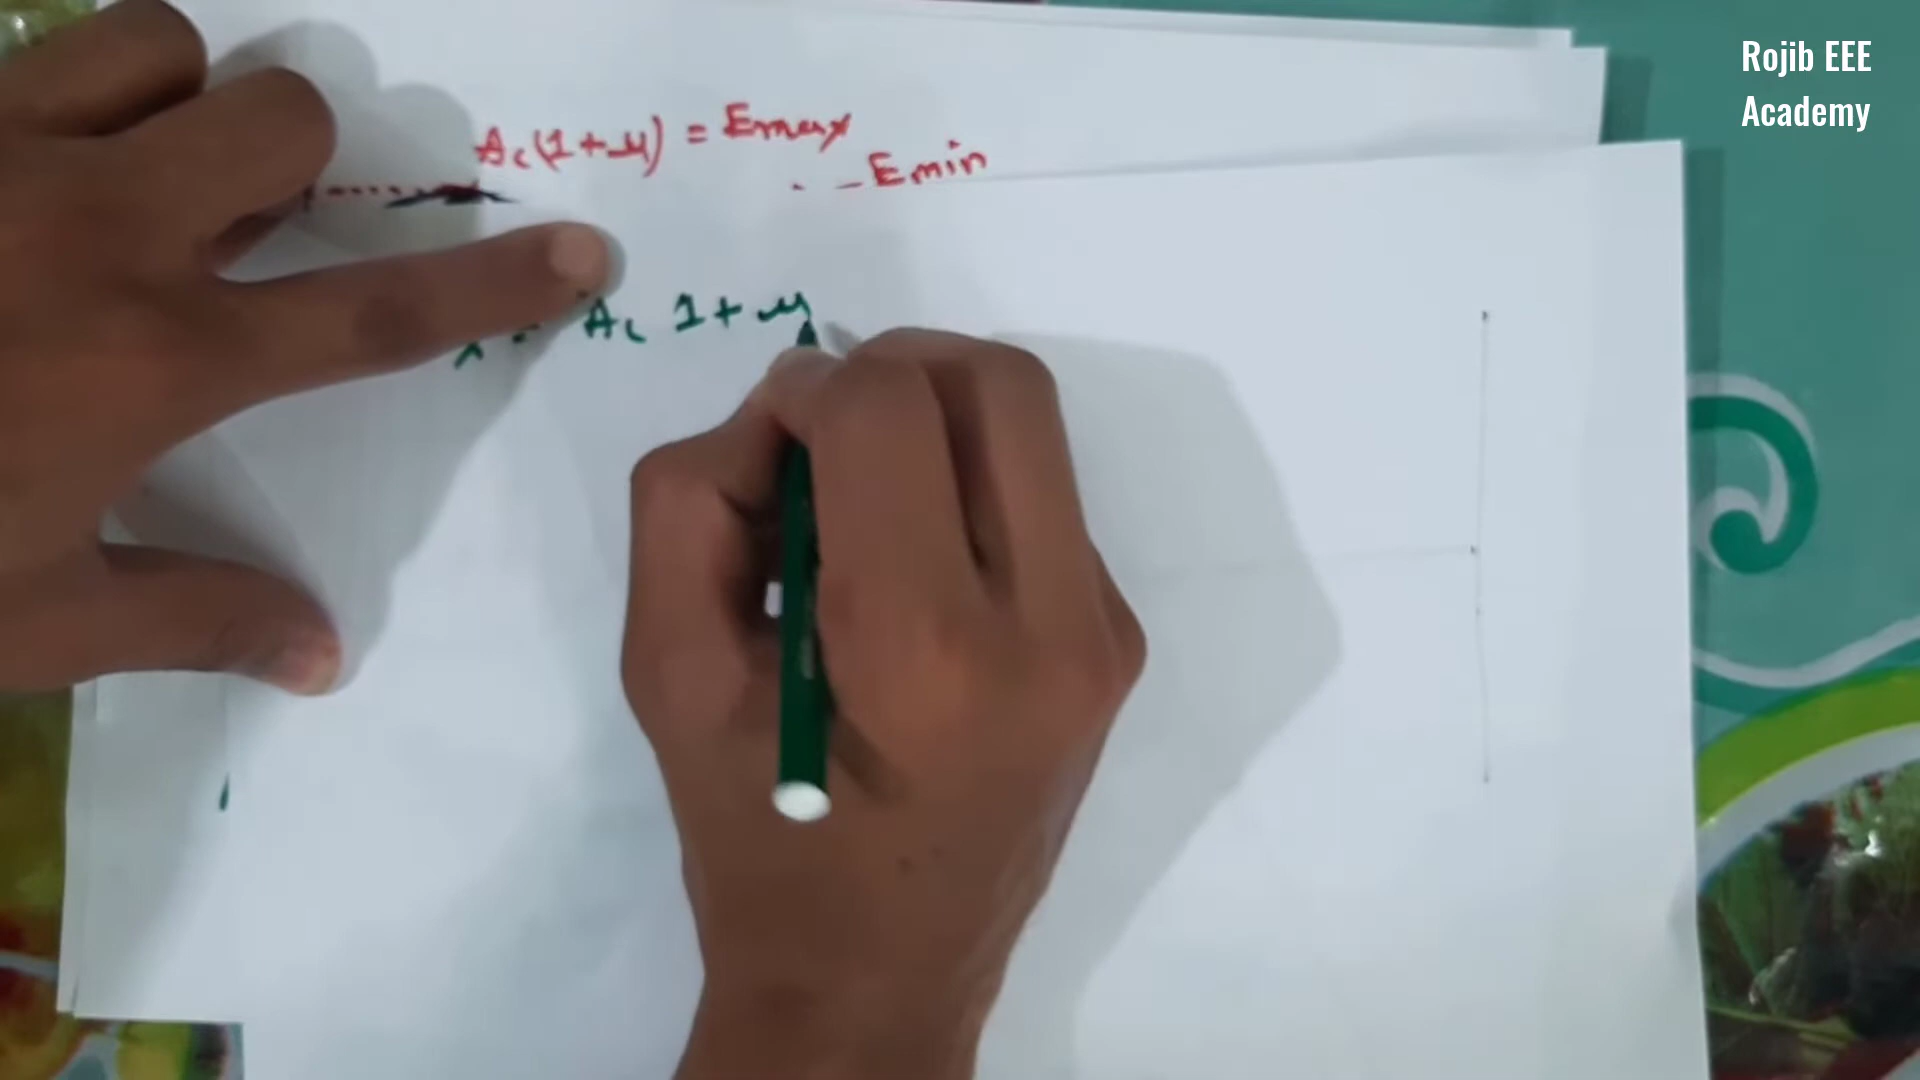 Rojib EEE
Academy
Ac(1+μ) = Emax
Emin
= Ac 1+μ